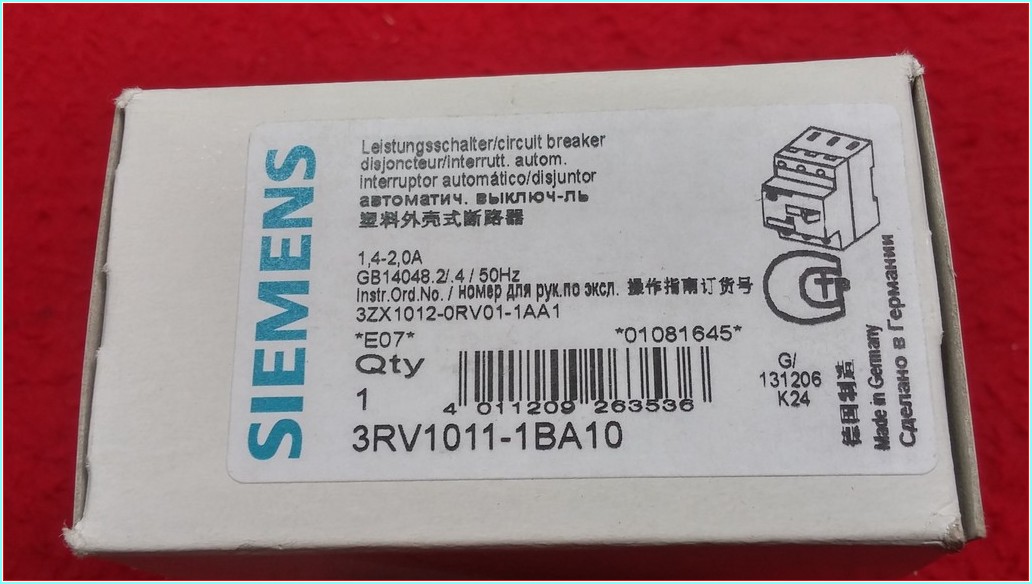 SIEMENS
Leistungsschalter/circuit breaker
disjoncteur/interrutt. autom.
interruptor automático/disjuntor
автоматич. выключ-ль
塑料外壳式断路器
1,4-2,0A
GB14048.2/.4 / 50Hz
Instr.Ord.No. / номер для рук.по эксл. 操作指南订货号
3ZX1012-0RV01-1AA1
*E07* *01081645*
Qty
1
4 011209 263536
3RV1011-1BA10
G/
131206
K24
德国制造
Made in Germany
Сделано в Германии